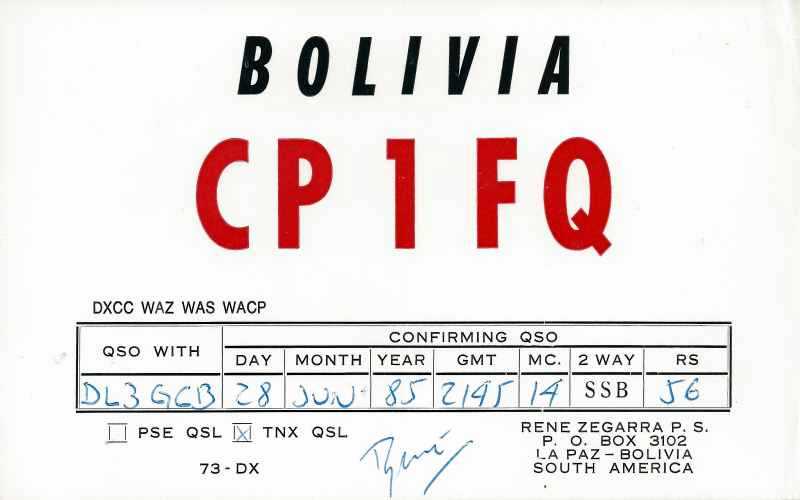 BOLIVIA
CP1FQ
DXCC WAZ WAS WACP
QSO WITH
CONFIRMING QSO
DAY MONTH YEAR GMT MC. 2 WAY RS
DL3GCB 28 JUN 85 2145 14 SSB 56
PSE QSL TNX QSL
73-DX
René
RENE ZEGARRA P. S.
P. O. BOX 3102
LA PAZ – BOLIVIA
SOUTH AMERICA